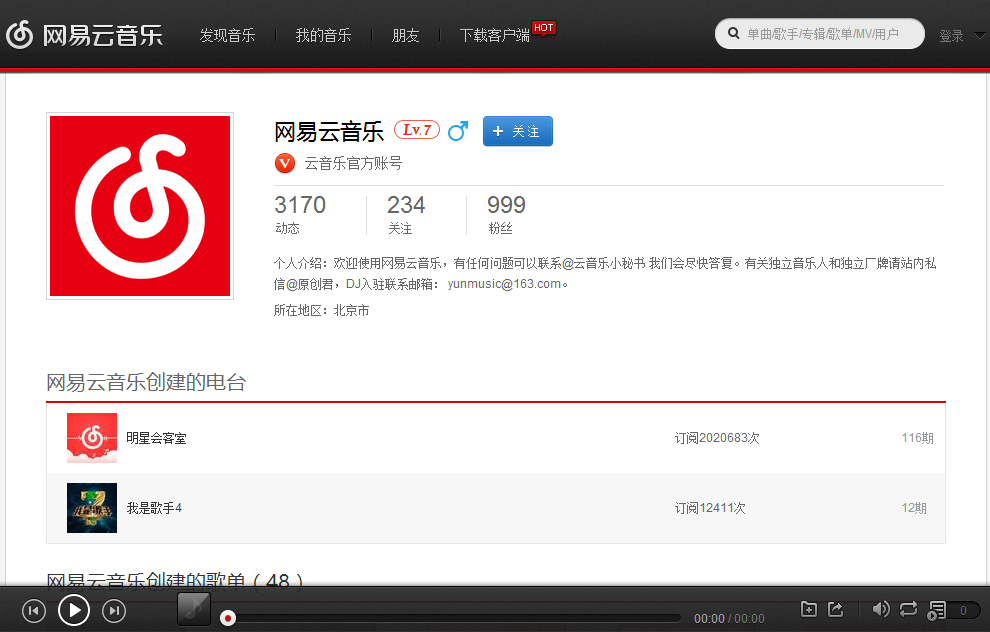 网易云音乐 发现音乐 我的音乐 朋友 下载客户端 HOT 单曲/歌手/专辑/歌单/MV/用户 登录
网易云音乐 Lv.7 + 关注
V 云音乐官方账号
3170 234 999
动态 关注 粉丝
个人介绍：欢迎使用网易云音乐，有任何问题可以联系@云音乐小秘书 我们会尽快答复。有关独立音乐人和独立厂牌请站内私
信@原创君，DJ入驻联系邮箱： yunmusic@163.com。
所在地区：北京市
网易云音乐创建的电台
明星会客室 订阅2020683次 116期
我是歌手4 订阅12411次 12期
网易云音乐创建的歌单（48）
00:00 / 00:00 0